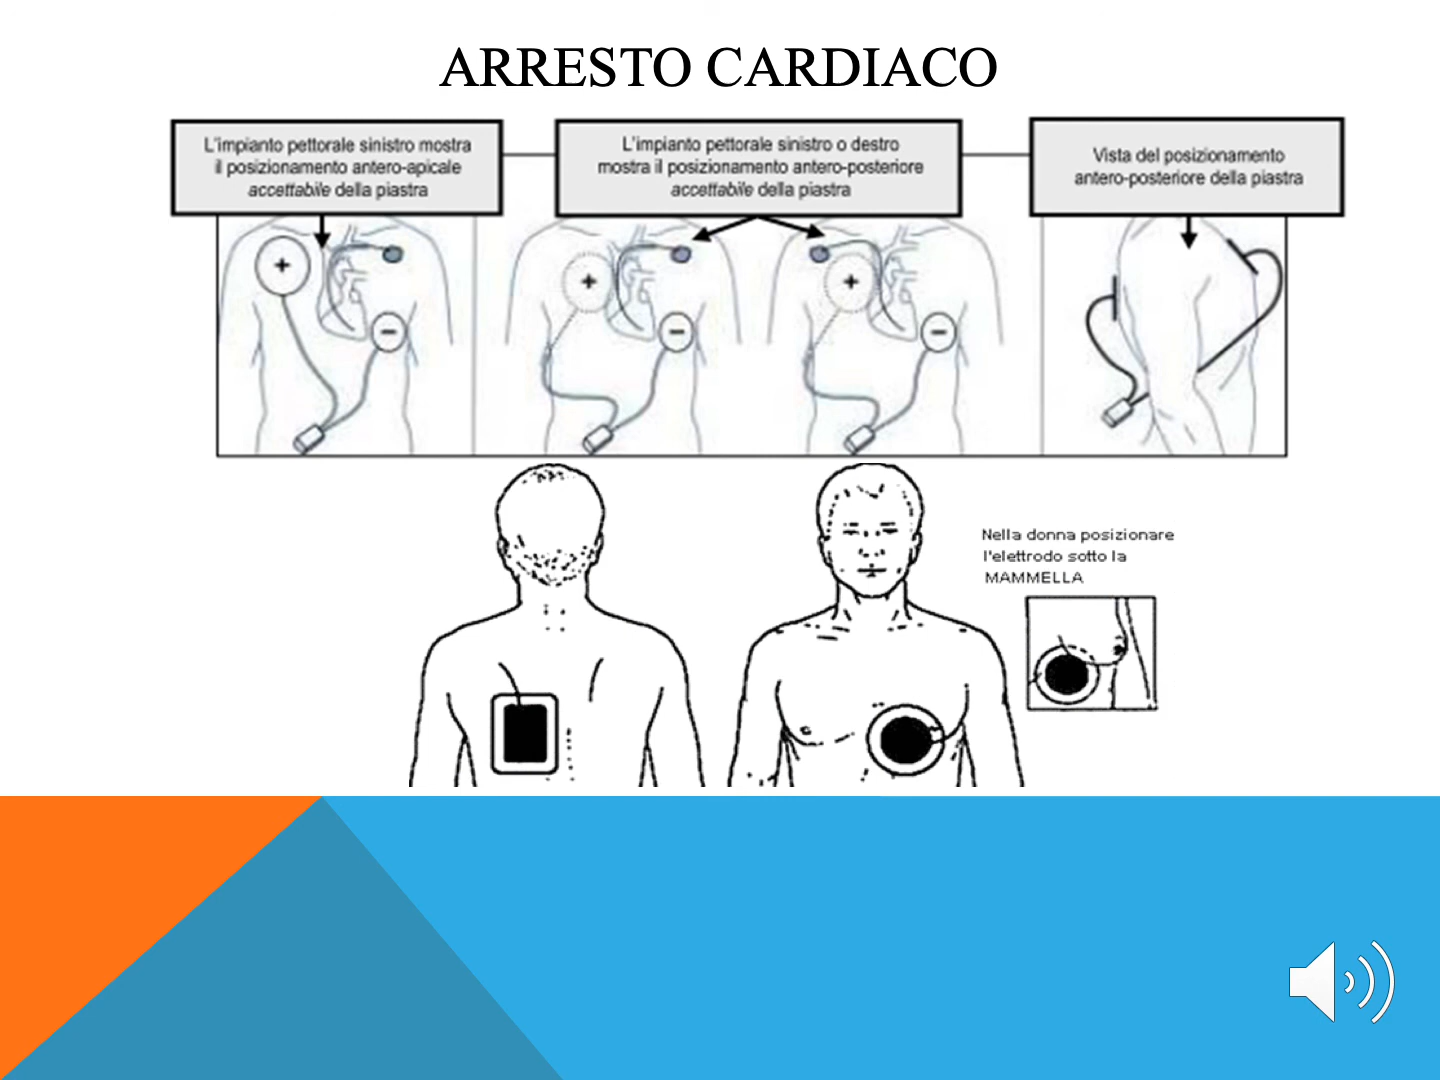 ARRESTO CARDIACO
L'impianto pettorale sinistro mostra
il posizionamento antero-apicale
accettabile della piastra
L'impianto pettorale sinistro o destro
mostra il posizionamento antero-posteriore
accettabile della piastra
Vista del posizionamento
antero-posteriore della piastra
+
−
+
−
+
−
Nella donna posizionare
l'elettrodo sotto la
MAMMELLA